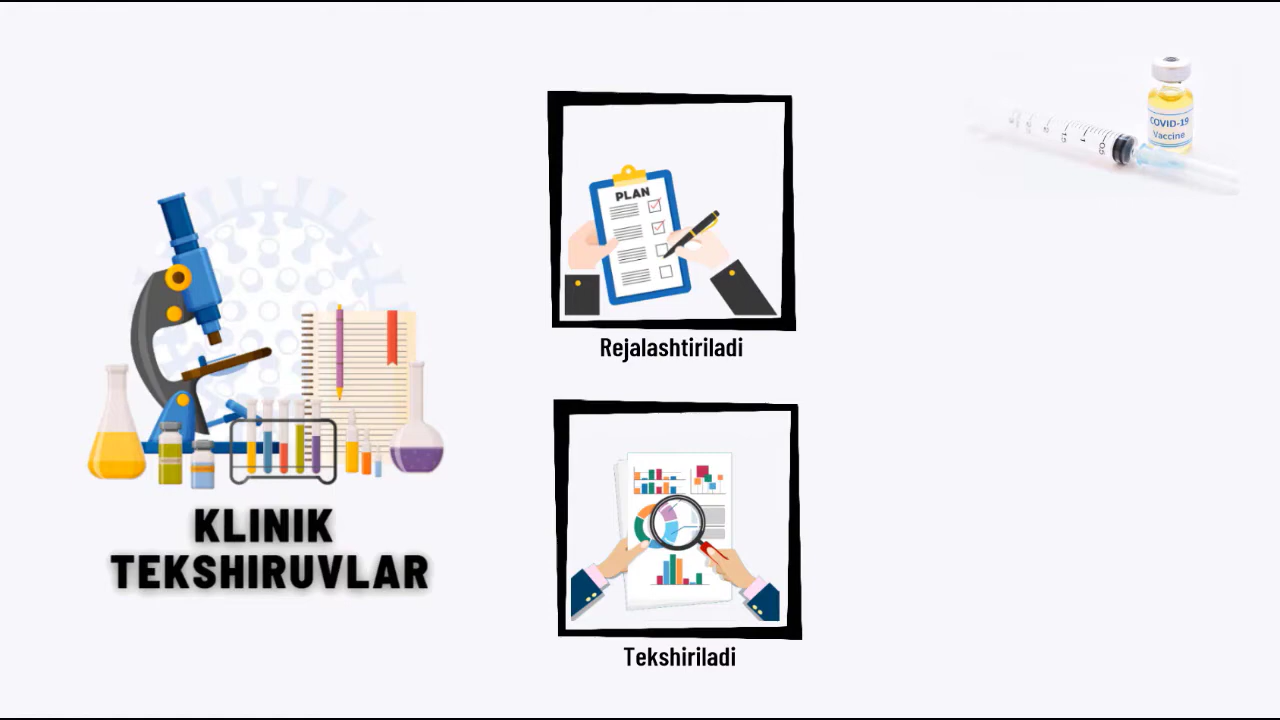 KLINIK
TEKSHIRUVLAR
PLAN
Rejalashtiriladi
Tekshiriladi
COVID-19
Vaccine